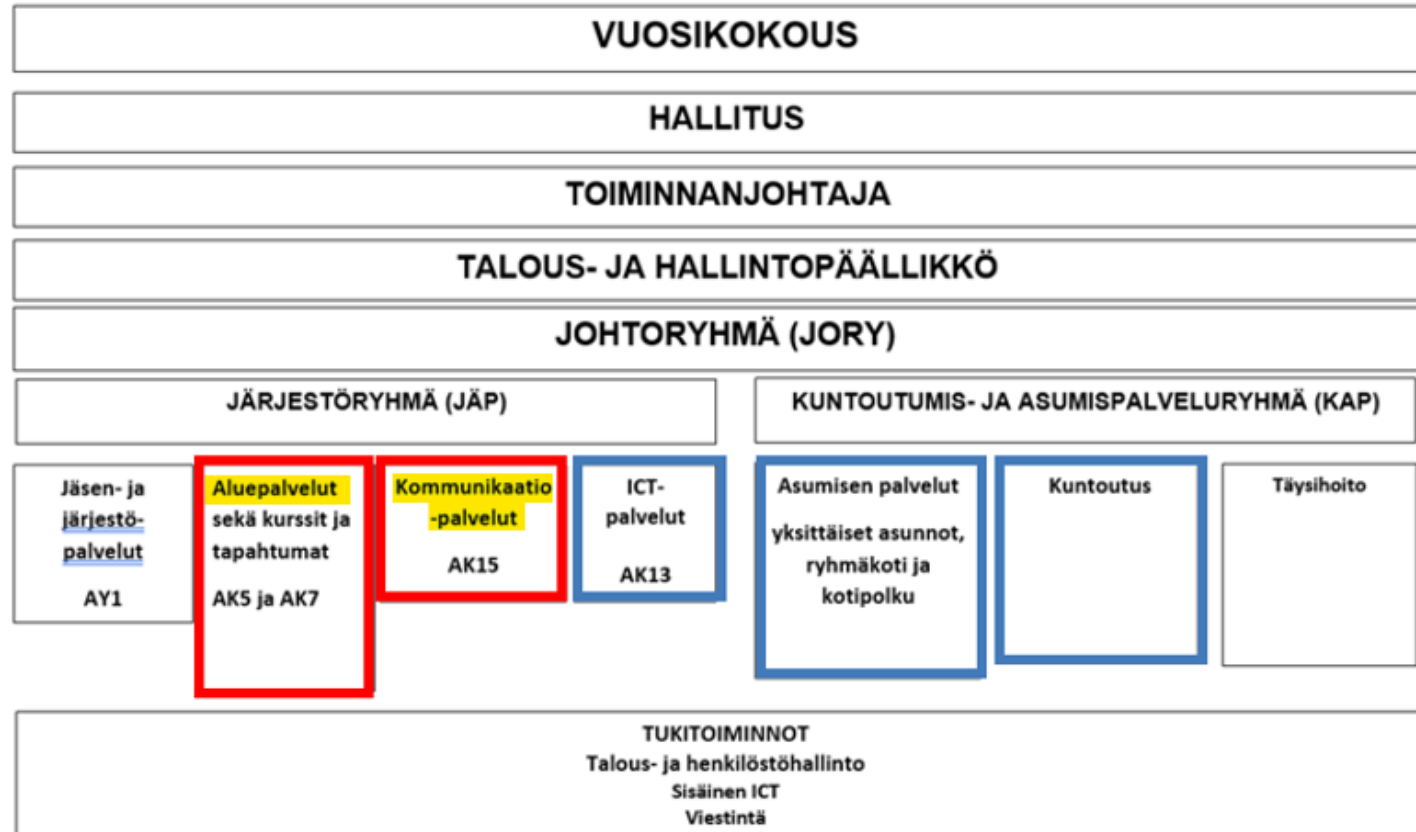 VUOSIKOKOUS
HALLITUS
TOIMINNANJOHTAJA
TALOUS- JA HALLINTOPÄÄLLIKKÖ
JOHTORYHMÄ (JORY)
JÄRJESTÖRYHMÄ (JÄP)
KUNTOUTUMIS- JA ASUMISPALVELURYHMÄ (KAP)
Jäsen- ja
järjestö-
palvelut
AY1
Aluepalvelut
sekä kurssit ja
tapahtumat
AK5 ja AK7
Kommunikaatio
-palvelut
AK15
ICT-
palvelut
AK13
Asumisen palvelut
yksittäiset asunnot,
ryhmäkoti ja
kotipolku
Kuntoutus
Täysihoito
TUKITOIMINNOT
Talous- ja henkilöstöhallinto
Sisäinen ICT
Viestintä